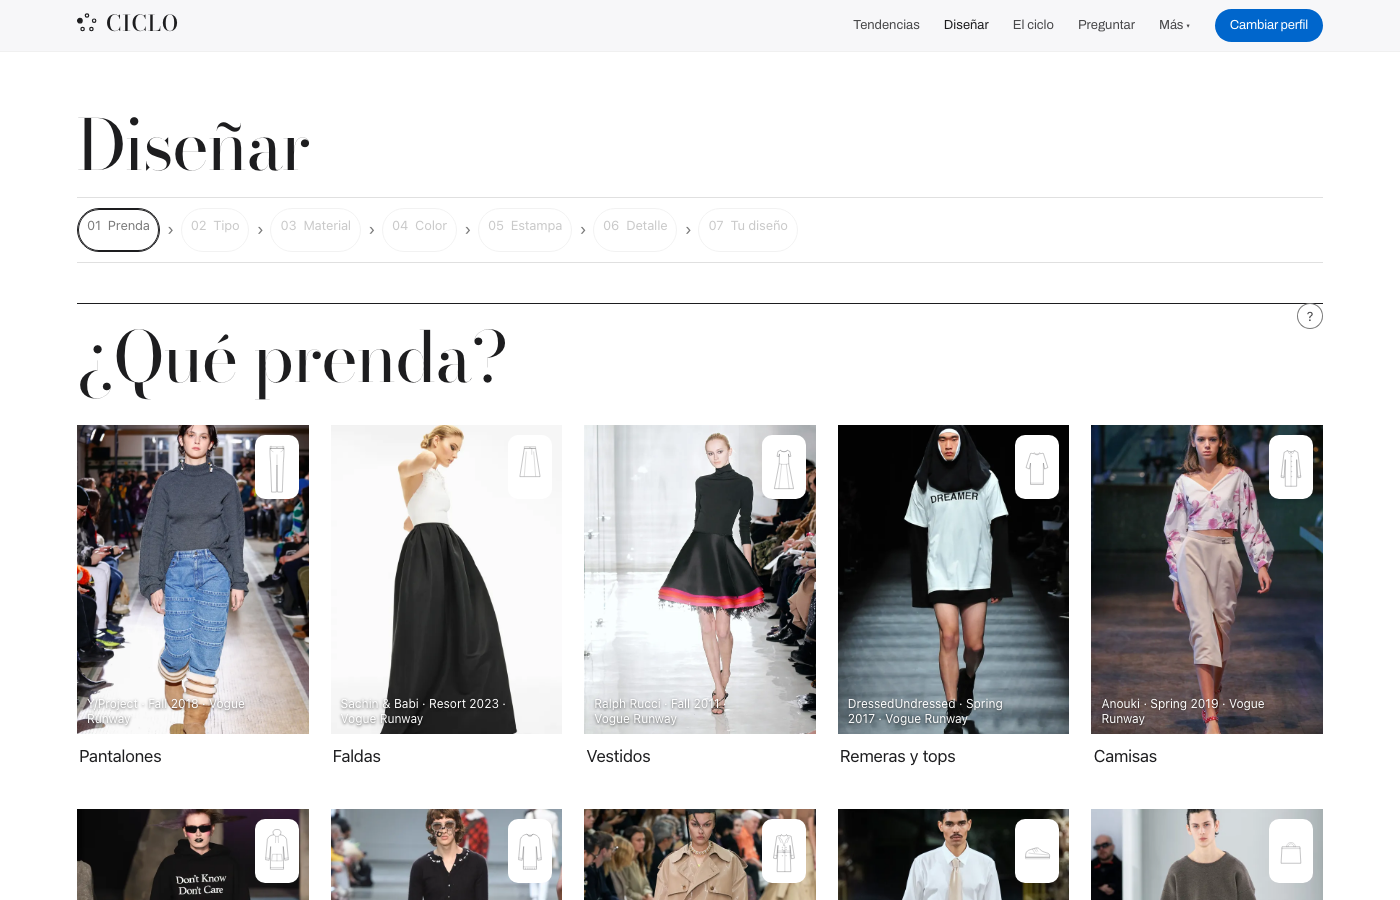 CICLO
Tendencias
Diseñar
El ciclo
Preguntar
Más
Cambiar perfil
Diseñar
01 Prenda
›
02 Tipo
›
03 Material
›
04 Color
›
05 Estampa
›
06 Detalle
›
07 Tu diseño
?
¿Qué prenda?
DREAMER
Y/Project · Fall 2018 · Vogue
Runway
Sachin & Babi · Resort 2023 ·
Vogue Runway
Ralph Rucci · Fall 2011 ·
Vogue Runway
DressedUndressed · Spring
2017 · Vogue Runway
Anouki · Spring 2019 · Vogue
Runway
Pantalones
Faldas
Vestidos
Remeras y tops
Camisas
Don't Know
Don't Care